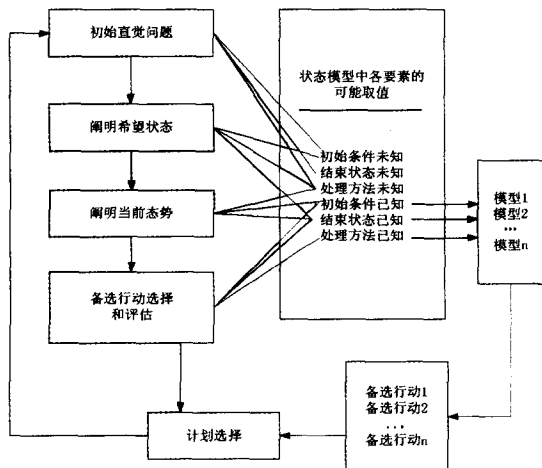 初始直觉问题
状态模型中各要素的
可能取值
阐明希望状态
初始条件未知
结束状态未知
处理方法未知
初始条件已知
结束状态已知
处理方法已知
阐明当前态势
模型1
模型2
...
模型n
备选行动选择
和评估
备选行动1
备选行动2
...
备选行动n
计划选择